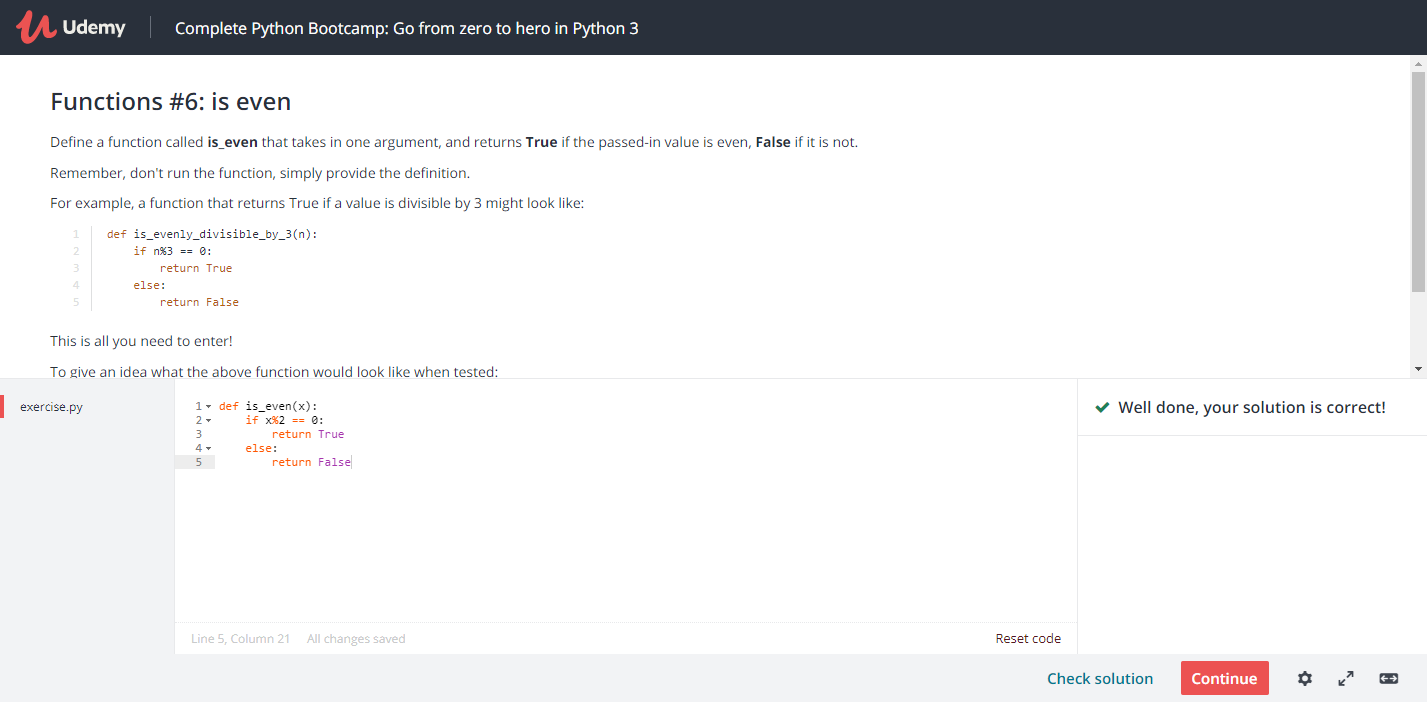 Udemy
Complete Python Bootcamp: Go from zero to hero in Python 3
Functions #6: is even
Define a function called is_even that takes in one argument, and returns True if the passed-in value is even, False if it is not.
Remember, don't run the function, simply provide the definition.
For example, a function that returns True if a value is divisible by 3 might look like:
1 def is_evenly_divisible_by_3(n):
2     if n%3 == 0:
3         return True
4     else:
5         return False
This is all you need to enter!
To give an idea what the above function would look like when tested:
exercise.py
1 def is_even(x):
2     if x%2 == 0:
3         return True
4     else:
5         return False
Well done, your solution is correct!
Line 5, Column 21 All changes saved
Reset code
Check solution
Continue